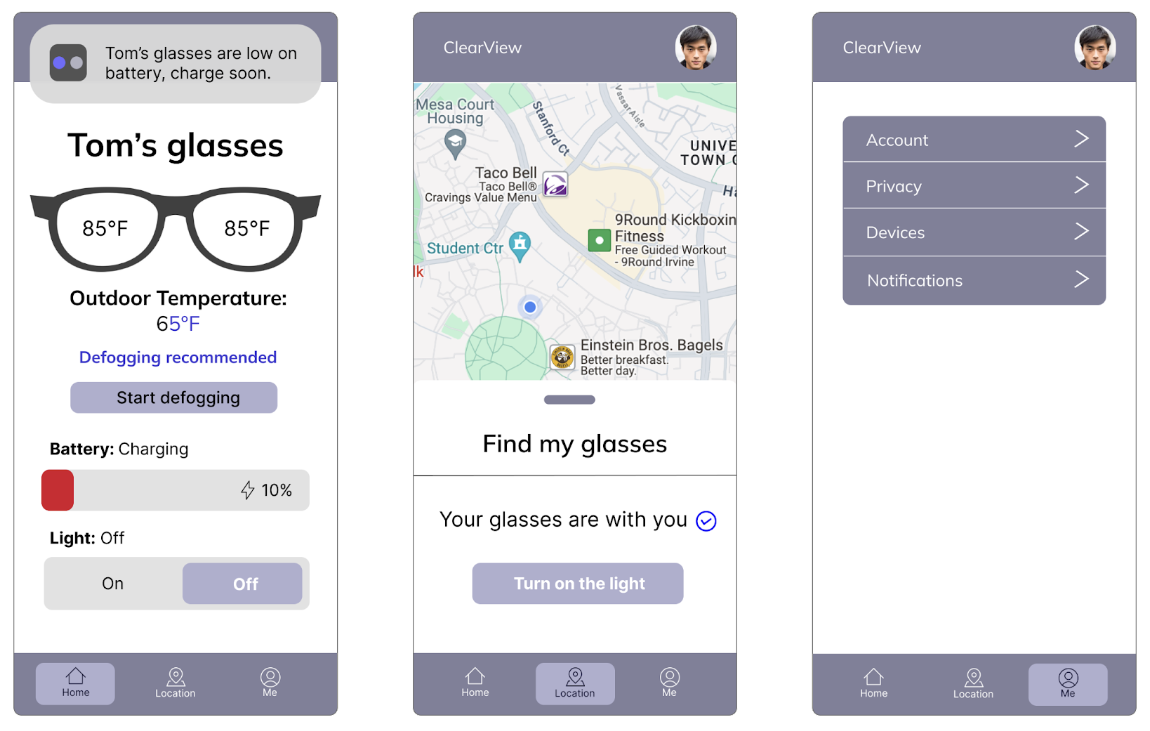 Tom's glasses are low on
battery, charge soon.
Tom's glasses
85°F
85°F
Outdoor Temperature:
65°F
Defogging recommended
Start defogging
Battery: Charging
10%
Light: Off
On
Off
Home
Location
Me
ClearView
Mesa Court
Housing
Stanford Ct
Vassar Aisle
UNIVE
TOWN C
Taco Bell
Taco Bell®
Cravings Value Menu
Ha
9Round Kickboxin
Fitness
Free Guided Workout
- 9Round Irvine
Student Ctr
lk
Einstein Bros. Bagels
Better breakfast.
Better day.
Find my glasses
Your glasses are with you
Turn on the light
Home
Location
Me
ClearView
Account
Privacy
Devices
Notifications
Home
Location
Me